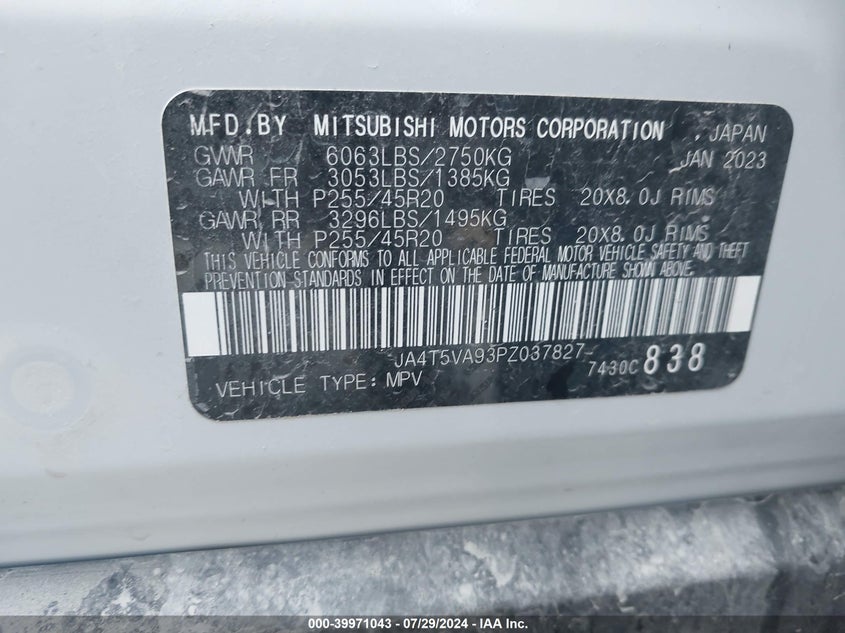 MFD.BY MITSUBISHI MOTORS CORPORATION , JAPAN
GVWR 6063LBS/2750KG JAN 2023
GAWR FR 3053LBS/1385KG
WITH P255/45R20 TIRES 20X8.0J RIMS
GAWR RR 3296LBS/1495KG
WITH P255/45R20 TIRES 20X8.0J RIMS
THIS VEHICLE CONFORMS TO ALL APPLICABLE FEDERAL MOTOR VEHICLE SAFETY AND THEFT
PREVENTION STANDARDS IN EFFECT ON THE DATE OF MANUFACTURE SHOWN ABOVE.
JA4T5VA93PZ037827
VEHICLE TYPE: MPV 7430C 838
006-39971043 / 07/29/2024 - IAA Inc.